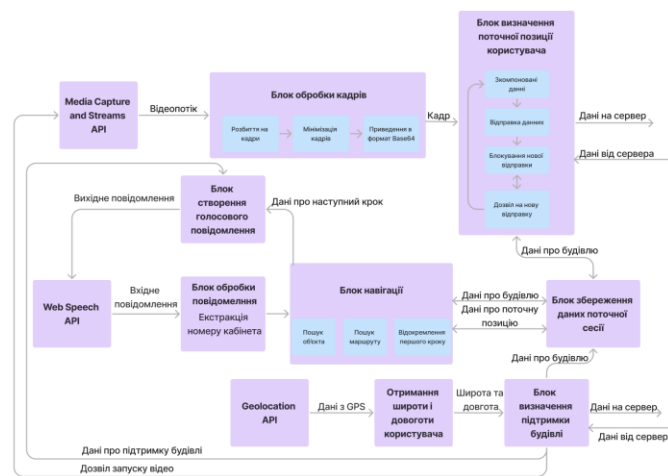 Блок визначення
поточної позиції
користувача
Зкомпоновані
данні
Відправка данних
Блокування нової
відправки
Дозвіл на нову
відправку
Media Capture
and Streams
API
Відеопотік
Блок обробки кадрів
Розбиття на
кадри
Мінімізація
кадрів
Приведення в
формат Base64
Кадр
Дані на сервер
Дані від сервера
Вихідне повідомлення
Блок
створення
голосового
повідомлення
Дані про наступний крок
Дані про будівлю
Web Speech
API
Вхідне
повідомлення
Блок обробки
повідомелння
Екстракція
номеру кабінета
Блок навігації
Пошук
об'єкта
Пошук
маршруту
Відокремлення
першого кроку
Дані про будівлю
Дані про поточну
позицію
Блок збереження
даних поточної
сесії
Дані про будівлю
Geolocation
API
Дані з GPS
Отримання
широти і
довготи
користувача
Широта та
довгота
Блок
визначення
підтримки
будівлі
Дані на сервер
Дані від сервера
Дані про підтримку будівлі
Дозвіл запуску відео